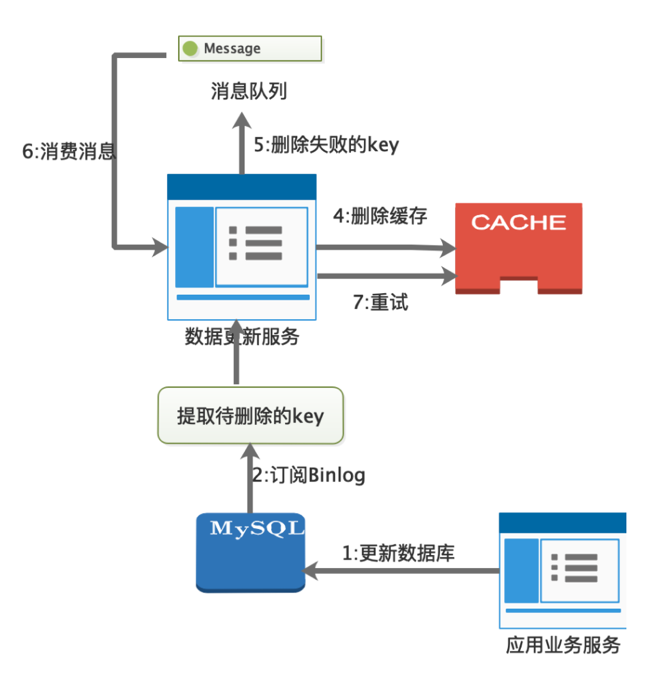 Message
消息队列
5:删除失败的key
6:消费消息
4:删除缓存
CACHE
7:重试
数据更新服务
提取待删除的key
2:订阅Binlog
MySQL
1:更新数据库
应用业务服务